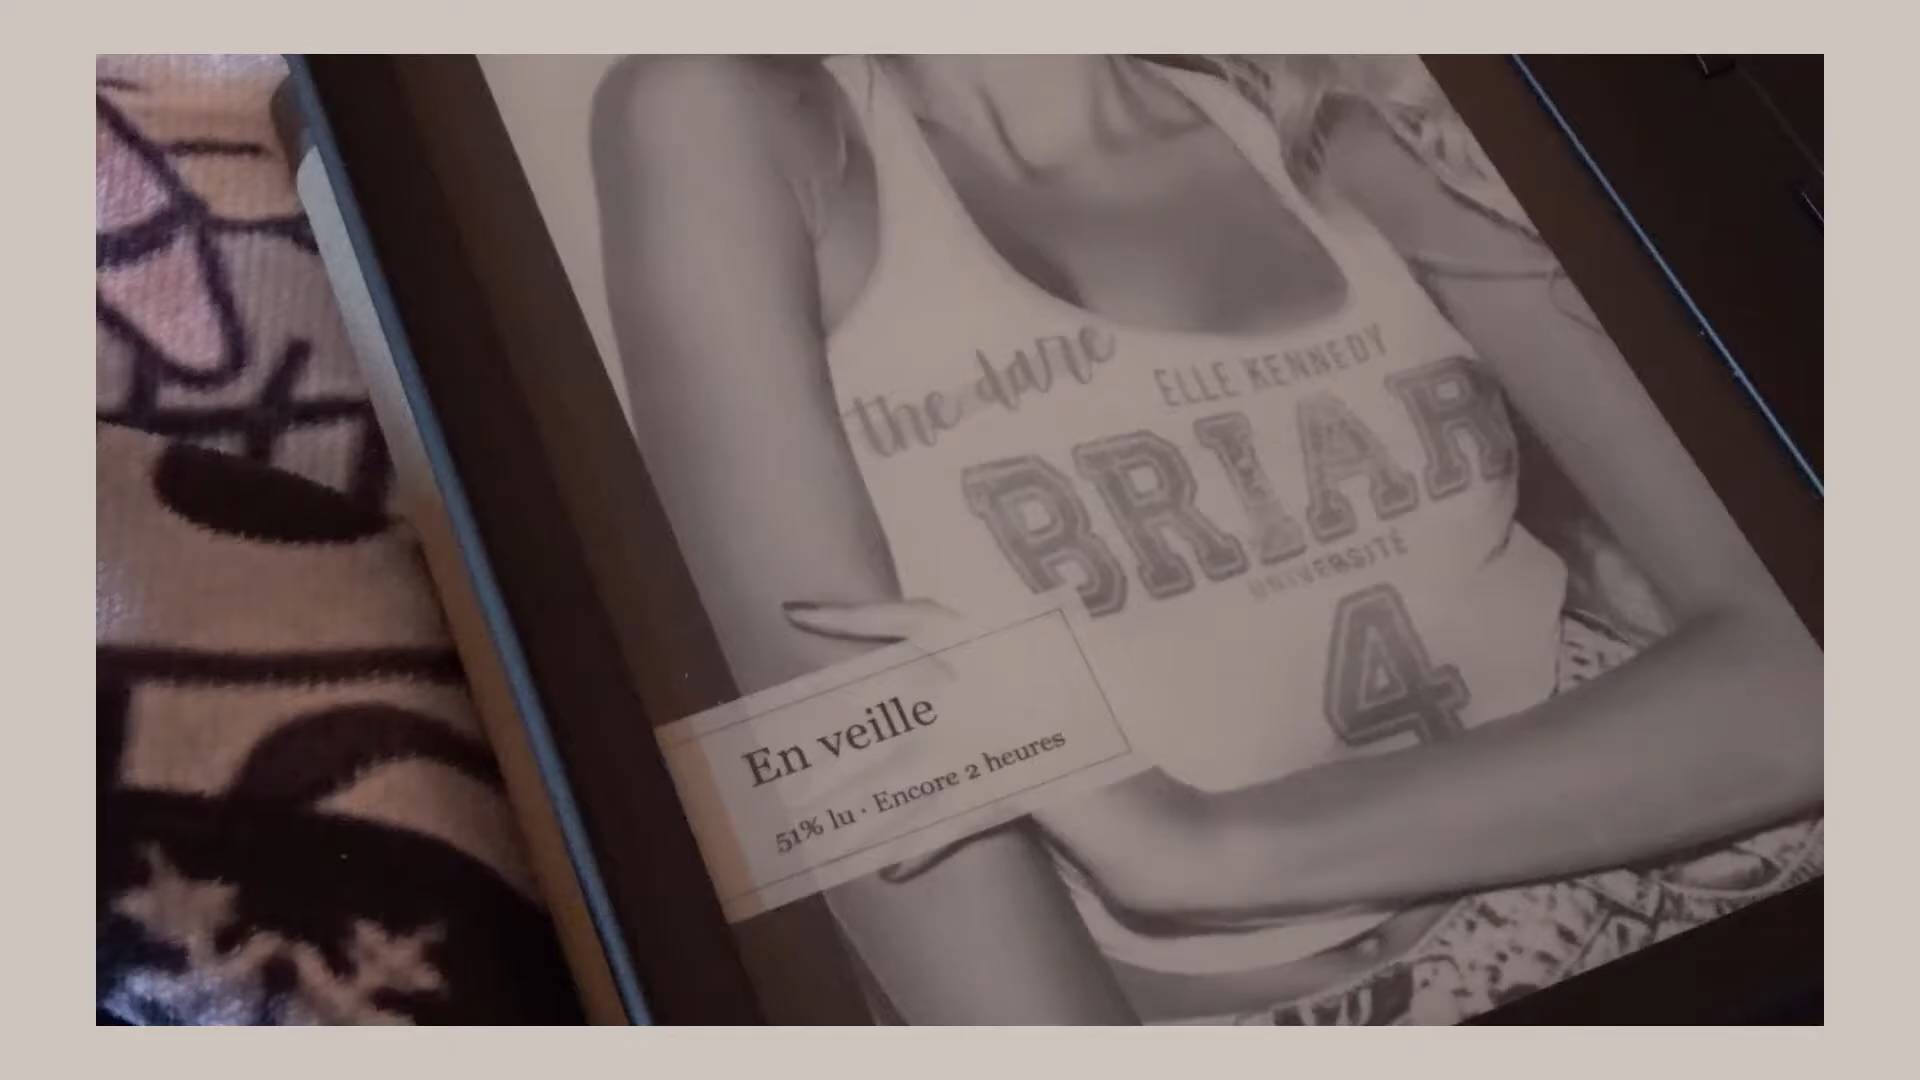 the dare
ELLE KENNEDY
BRIAR
UNIVERSITÉ
4
En veille
51% lu · Encore 2 heures